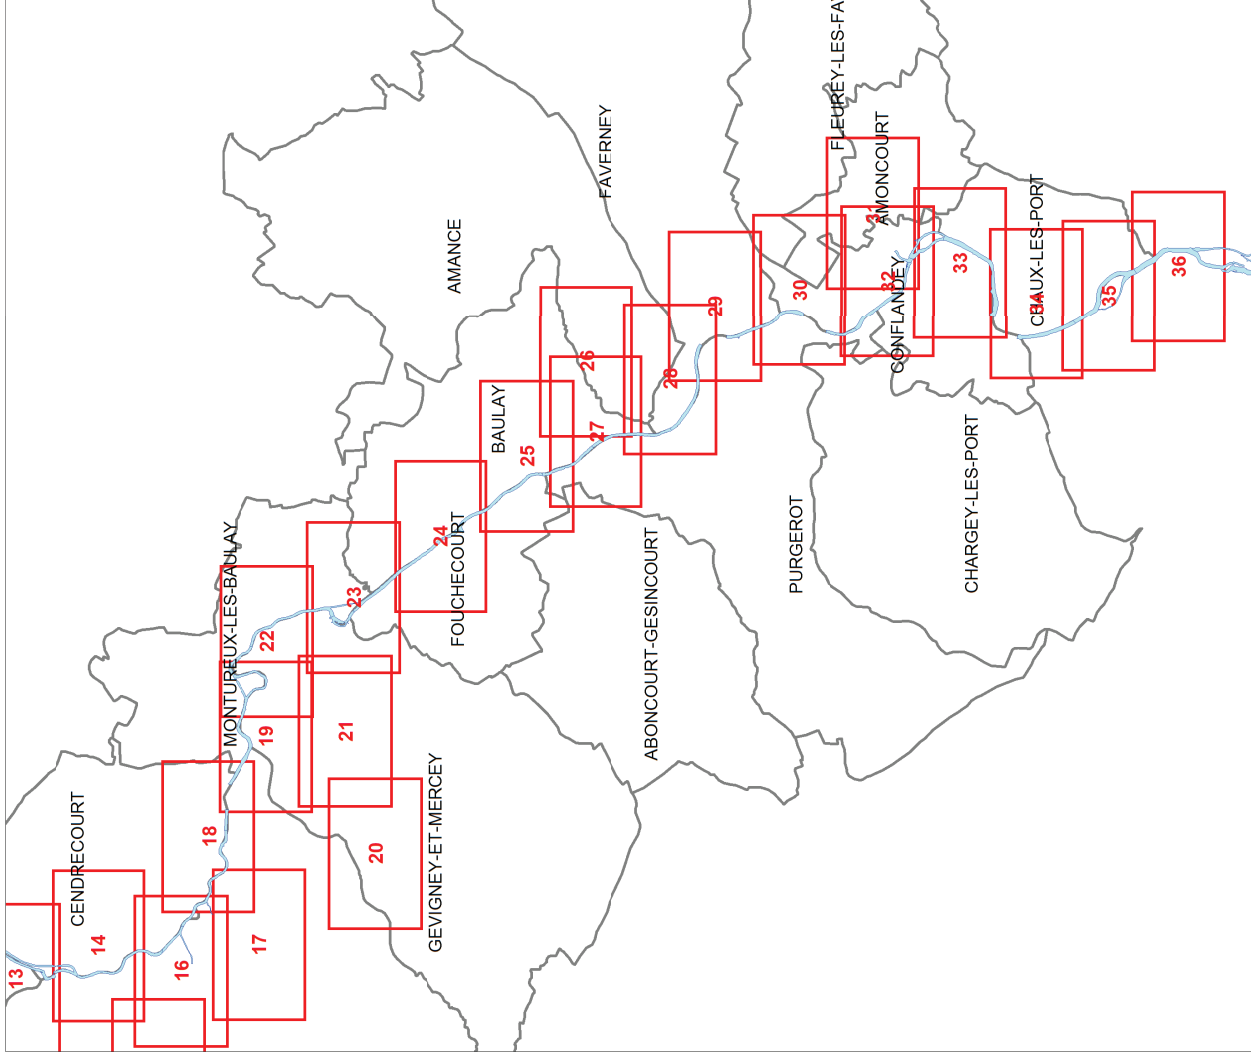 13
CENDRECOURT
14
16
18
MONTUREUX-LES-BAULAY
17
19
22
21
23
20
GEVIGNEY-ET-MERCEY
24
AMANCE
FOUCHECOURT
BAULAY
25
26
27
FAVERNEY
ABONCOURT-GESINCOURT
28
29
PURGEROT
30
FLEUREY-LES-FA
31
AMONCOURT
32
CONFLANDEY
33
CHARGEY-LES-PORT
34
CHAUX-LES-PORT
35
36